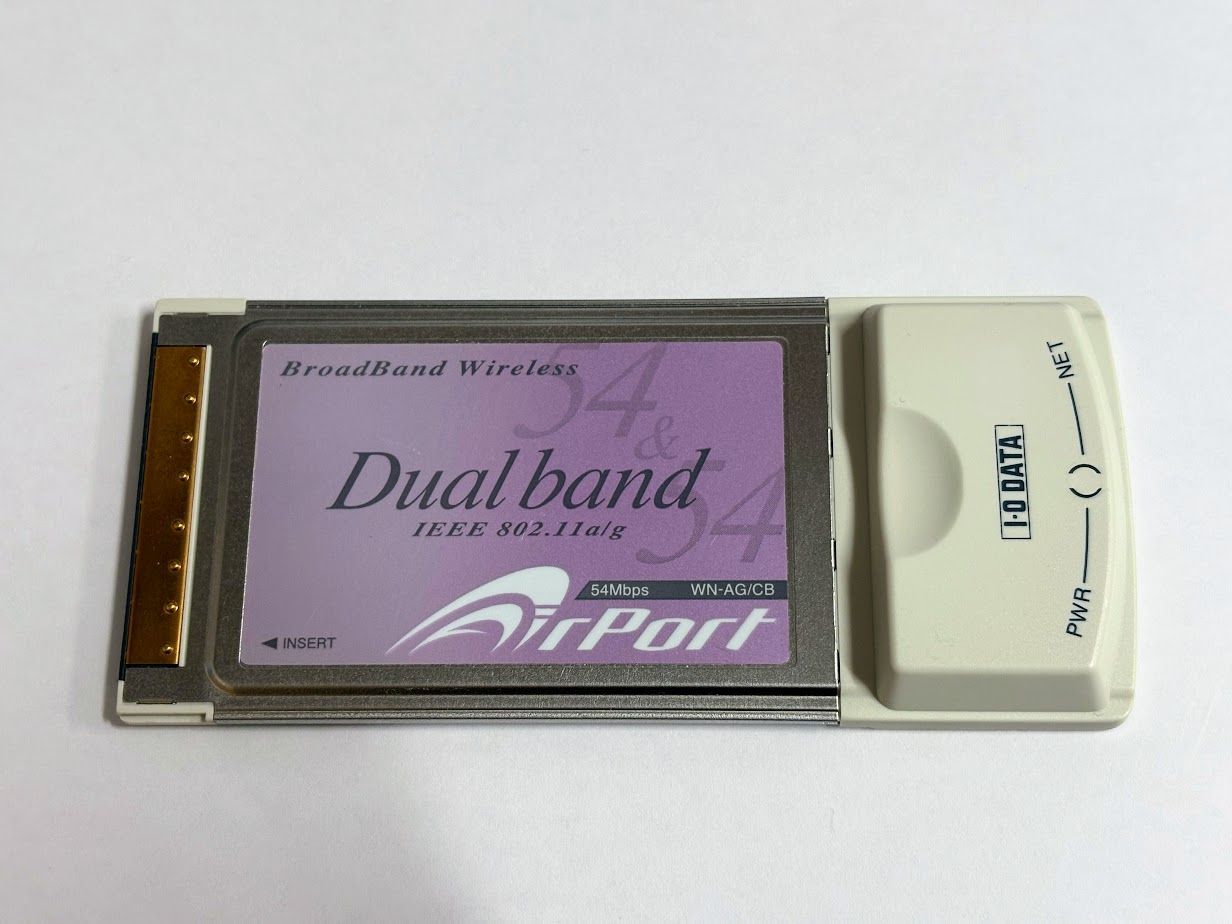 BroadBand Wireless
54
&
54
Dual band
IEEE 802.11a/g
54Mbps WN-AG/CB
AirPort
◀ INSERT
I·O DATA
PWR
NET